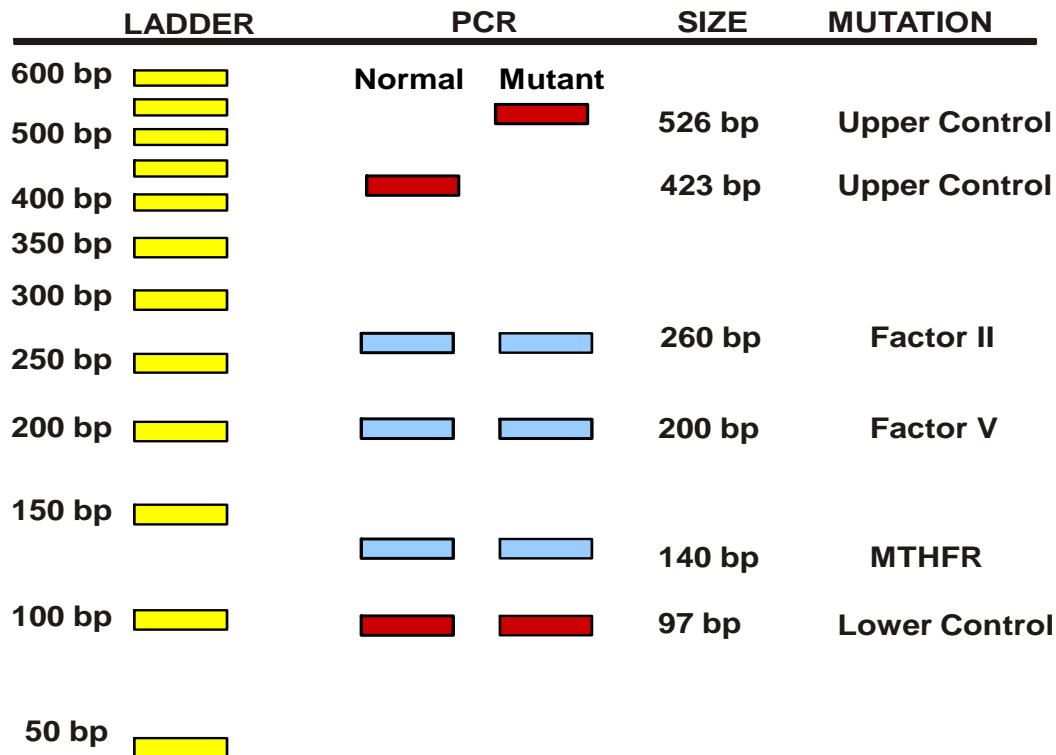 LADDER PCR SIZE MUTATION
600 bp Normal Mutant
526 bp Upper Control
500 bp
423 bp Upper Control
400 bp
350 bp
300 bp
260 bp Factor II
250 bp
200 bp 200 bp Factor V
150 bp
140 bp MTHFR
100 bp 97 bp Lower Control
50 bp